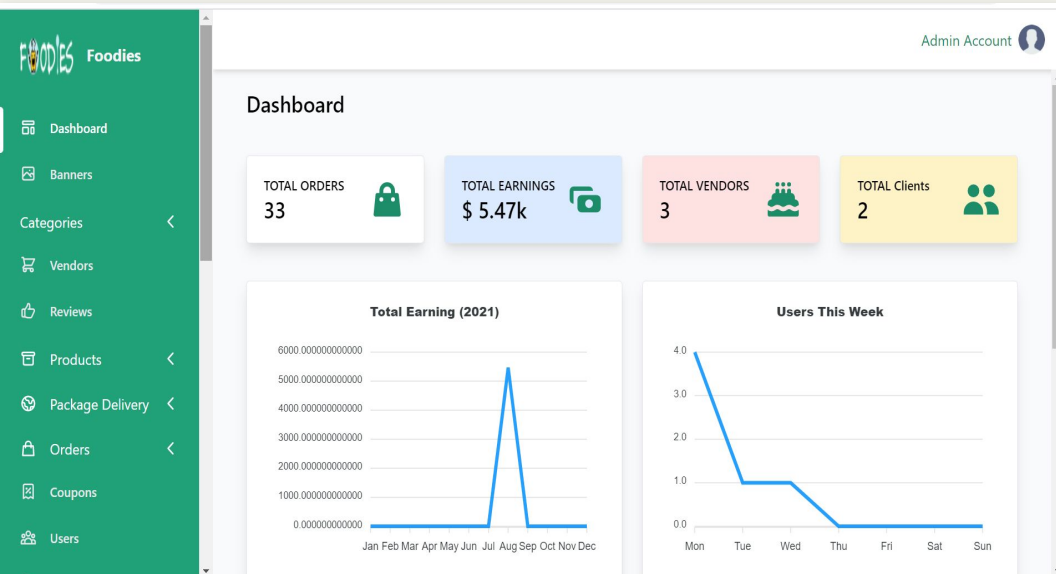 FOODIES Foodies
Admin Account
Dashboard
Banners
Categories
Vendors
Reviews
Products
Package Delivery
Orders
Coupons
Users
Dashboard
TOTAL ORDERS
33
TOTAL EARNINGS
$ 5.47k
TOTAL VENDORS
3
TOTAL Clients
2
Total Earning (2021)
6000.000000000000
5000.000000000000
4000.000000000000
3000.000000000000
2000.000000000000
1000.000000000000
0.000000000000
Jan Feb Mar Apr May Jun Jul Aug Sep Oct Nov Dec
Users This Week
4.0
3.0
2.0
1.0
0.0
Mon Tue Wed Thu Fri Sat Sun